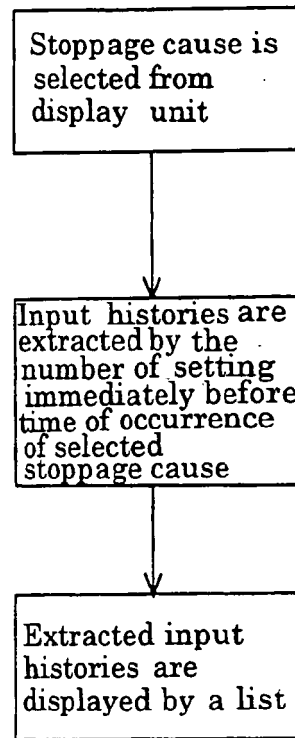 Stoppage cause is
selected from
display unit
Input histories are
extracted by the
number of setting
immediately before
time of occurrence
of selected
stoppage cause
Extracted input
histories are
displayed by a list